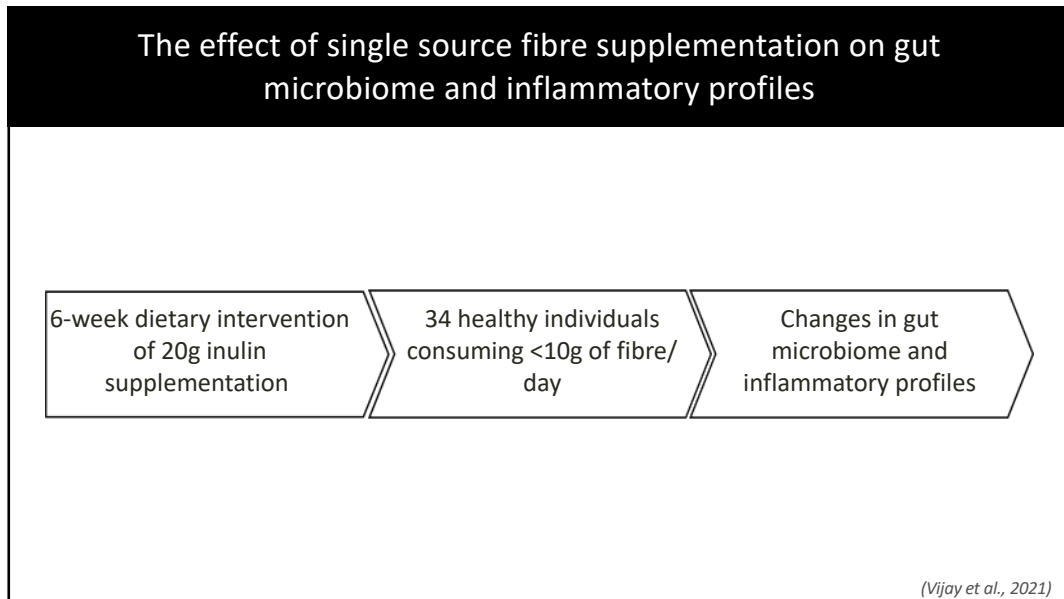 The effect of single source fibre supplementation on gut
microbiome and inflammatory profiles
6-week dietary intervention
of 20g inulin
supplementation
34 healthy individuals
consuming <10g of fibre/
day
Changes in gut
microbiome and
inflammatory profiles
(Vijay et al., 2021)